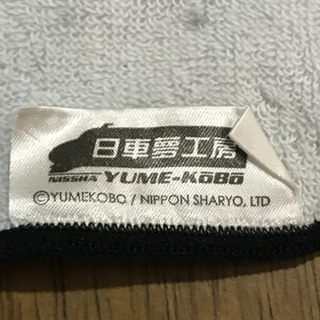 日車夢工房
NISSHA YUME-KōBō
©YUMEKOBO / NIPPON SHARYO, LTD